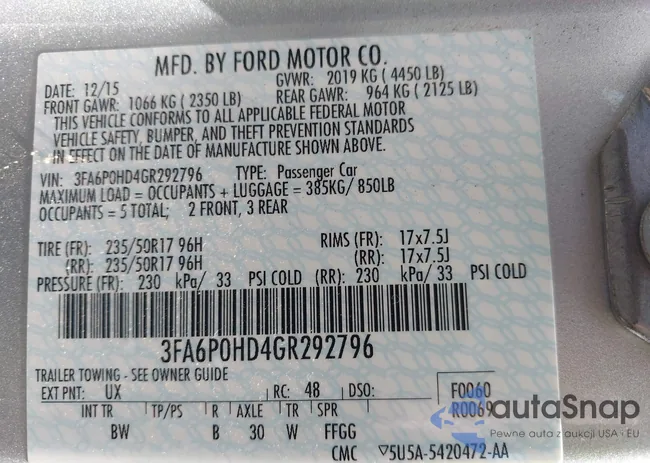 MFD. BY FORD MOTOR CO.
DATE: 12/15 GVWR: 2019 KG ( 4450 LB)
FRONT GAWR: 1066 KG ( 2350 LB) REAR GAWR: 964 KG ( 2125 LB)
THIS VEHICLE CONFORMS TO ALL APPLICABLE FEDERAL MOTOR
VEHICLE SAFETY, BUMPER, AND THEFT PREVENTION STANDARDS
IN EFFECT ON THE DATE OF MANUFACTURE SHOWN ABOVE.
VIN: 3FA6P0HD4GR292796 TYPE: Passenger Car
MAXIMUM LOAD = OCCUPANTS + LUGGAGE = 385KG/ 850LB
OCCUPANTS = 5 TOTAL; 2 FRONT, 3 REAR
TIRE (FR): 235/50R17 96H RIMS (FR): 17x7.5J
(RR): 235/50R17 96H (RR): 17x7.5J
PRESSURE (FR): 230 kPa/ 33 PSI COLD (RR): 230 kPa/ 33 PSI COLD
3FA6P0HD4GR292796
TRAILER TOWING - SEE OWNER GUIDE
EXT PNT: UX RC: 48 DSO: F0060
R0069
INT TR TP/PS R AXLE TR SPR
BW B 30 W FFGG
CMC ▽5U5A-5420472-AA
autoSnap
Pewne auta z aukcji USA · EU